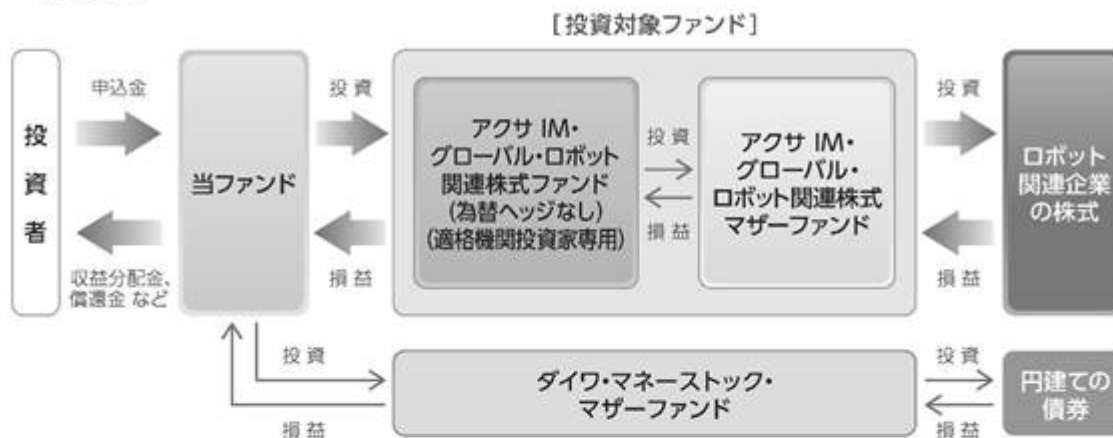 [投資対象ファンド]
投資者
申込金
収益分配金、
償還金 など
当ファンド
投資
損益
アクサ IM・
グローバル・ロボット
関連株式ファンド
(為替ヘッジなし)
(適格機関投資家専用)
投資
損益
アクサ IM・
グローバル・
ロボット関連株式
マザーファンド
投資
損益
ロボット
関連企業
の株式
投資
損益
ダイワ・マネーストック・
マザーファンド
投資
損益
円建ての
債券